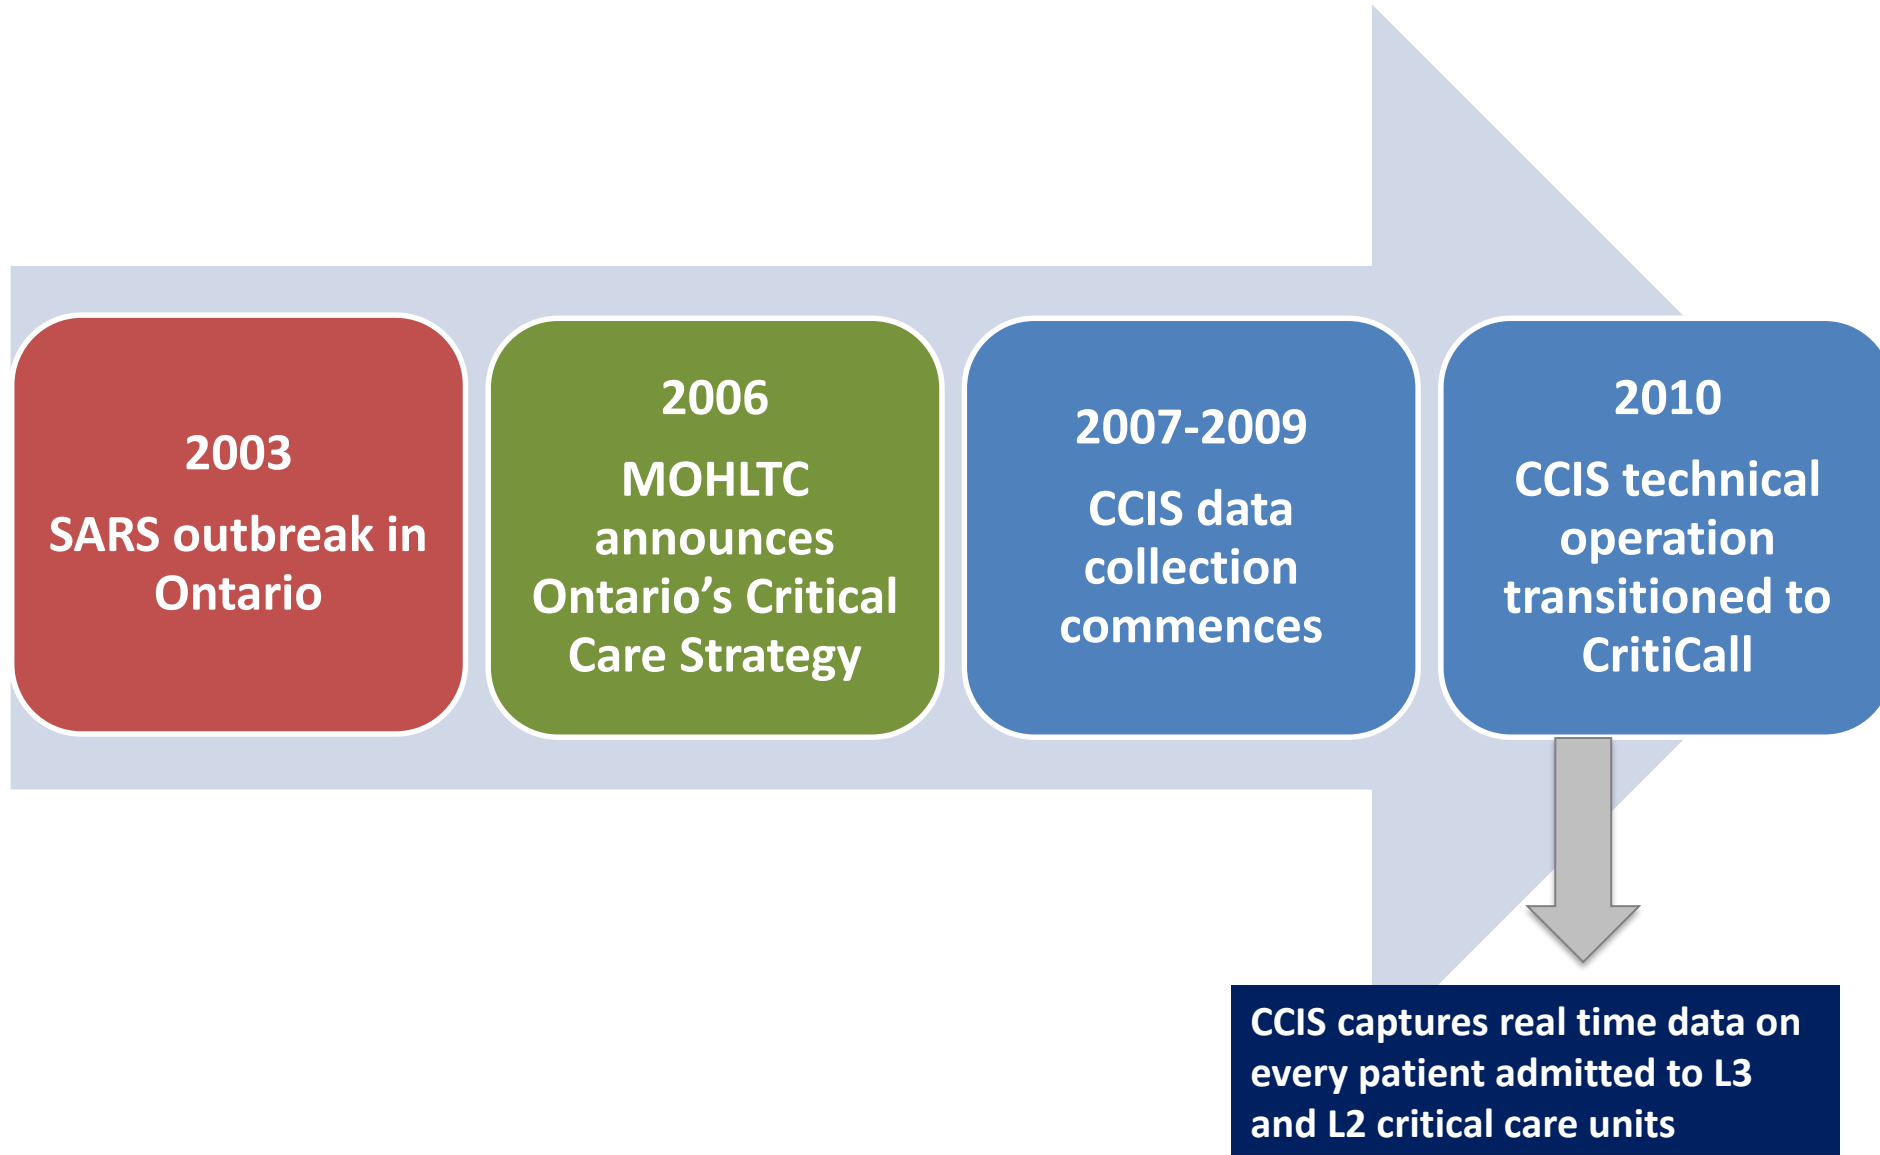 2003
SARS outbreak in
Ontario
2006
MOHLTC
announces
Ontario’s Critical
Care Strategy
2007-2009
CCIS data
collection
commences
2010
CCIS technical
operation
transitioned to
CritiCall
CCIS captures real time data on
every patient admitted to L3
and L2 critical care units